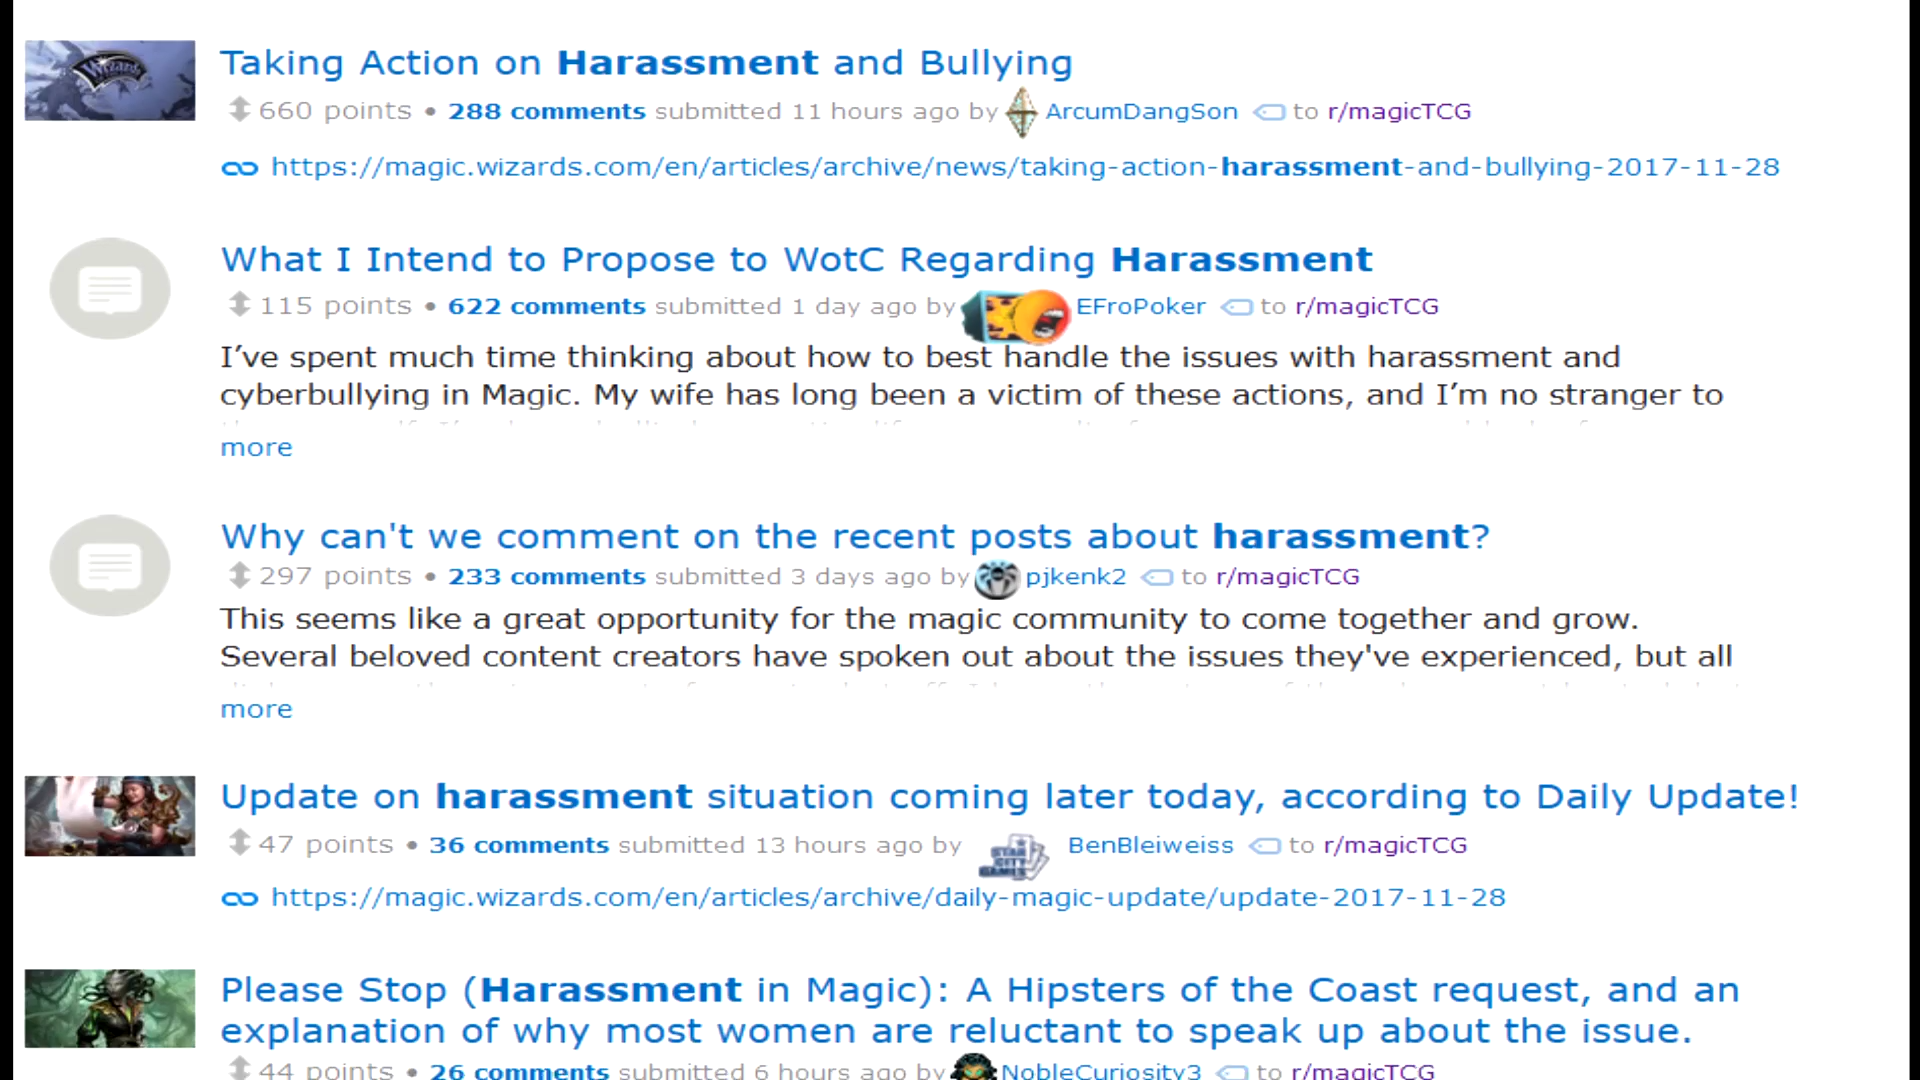 Taking Action on Harassment and Bullying
660 points • 288 comments submitted 11 hours ago by ArcumDangSon to r/magicTCG
https://magic.wizards.com/en/articles/archive/news/taking-action-harassment-and-bullying-2017-11-28
What I Intend to Propose to WotC Regarding Harassment
115 points • 622 comments submitted 1 day ago by EFroPoker to r/magicTCG
I’ve spent much time thinking about how to best handle the issues with harassment and
cyberbullying in Magic. My wife has long been a victim of these actions, and I’m no stranger to
more
Why can't we comment on the recent posts about harassment?
297 points • 233 comments submitted 3 days ago by pjkenk2 to r/magicTCG
This seems like a great opportunity for the magic community to come together and grow.
Several beloved content creators have spoken out about the issues they've experienced, but all
more
Update on harassment situation coming later today, according to Daily Update!
47 points • 36 comments submitted 13 hours ago by STAR CITY GAMES BenBleiweiss to r/magicTCG
https://magic.wizards.com/en/articles/archive/daily-magic-update/update-2017-11-28
Please Stop (Harassment in Magic): A Hipsters of the Coast request, and an
explanation of why most women are reluctant to speak up about the issue.
44 points • 26 comments submitted 6 hours ago by NobleCuriosity3 to r/magicTCG